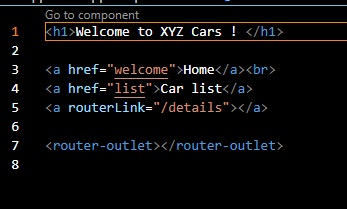 Go to component
1 <h1>Welcome to XYZ Cars ! </h1>
2
3 <a href="welcome">Home</a><br>
4 <a href="list">Car list</a>
5 <a routerLink="/details"></a>
6
7 <router-outlet></router-outlet>
8